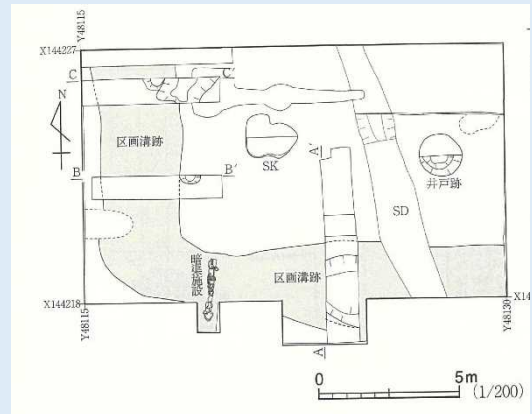 Y48115
X144227
C
C′
N
区画溝跡
SK
A′
井戸跡
B
B′
SD
暗渠施設
区画溝跡
X144218
X14
Y48115
Y48130
A
0
5m
(1/200)